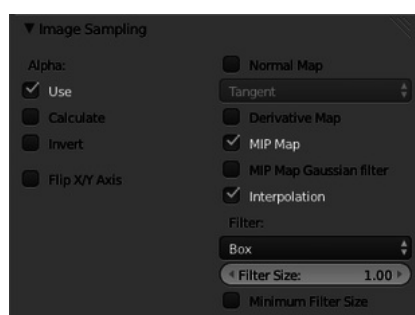 Image Sampling
Alpha:
Use
Calculate
Invert
Flip X/Y Axis
Normal Map
Tangent
Derivative Map
MIP Map
MIP Map Gaussian filter
Interpolation
Filter:
Box
Filter Size: 1.00
Minimum Filter Size